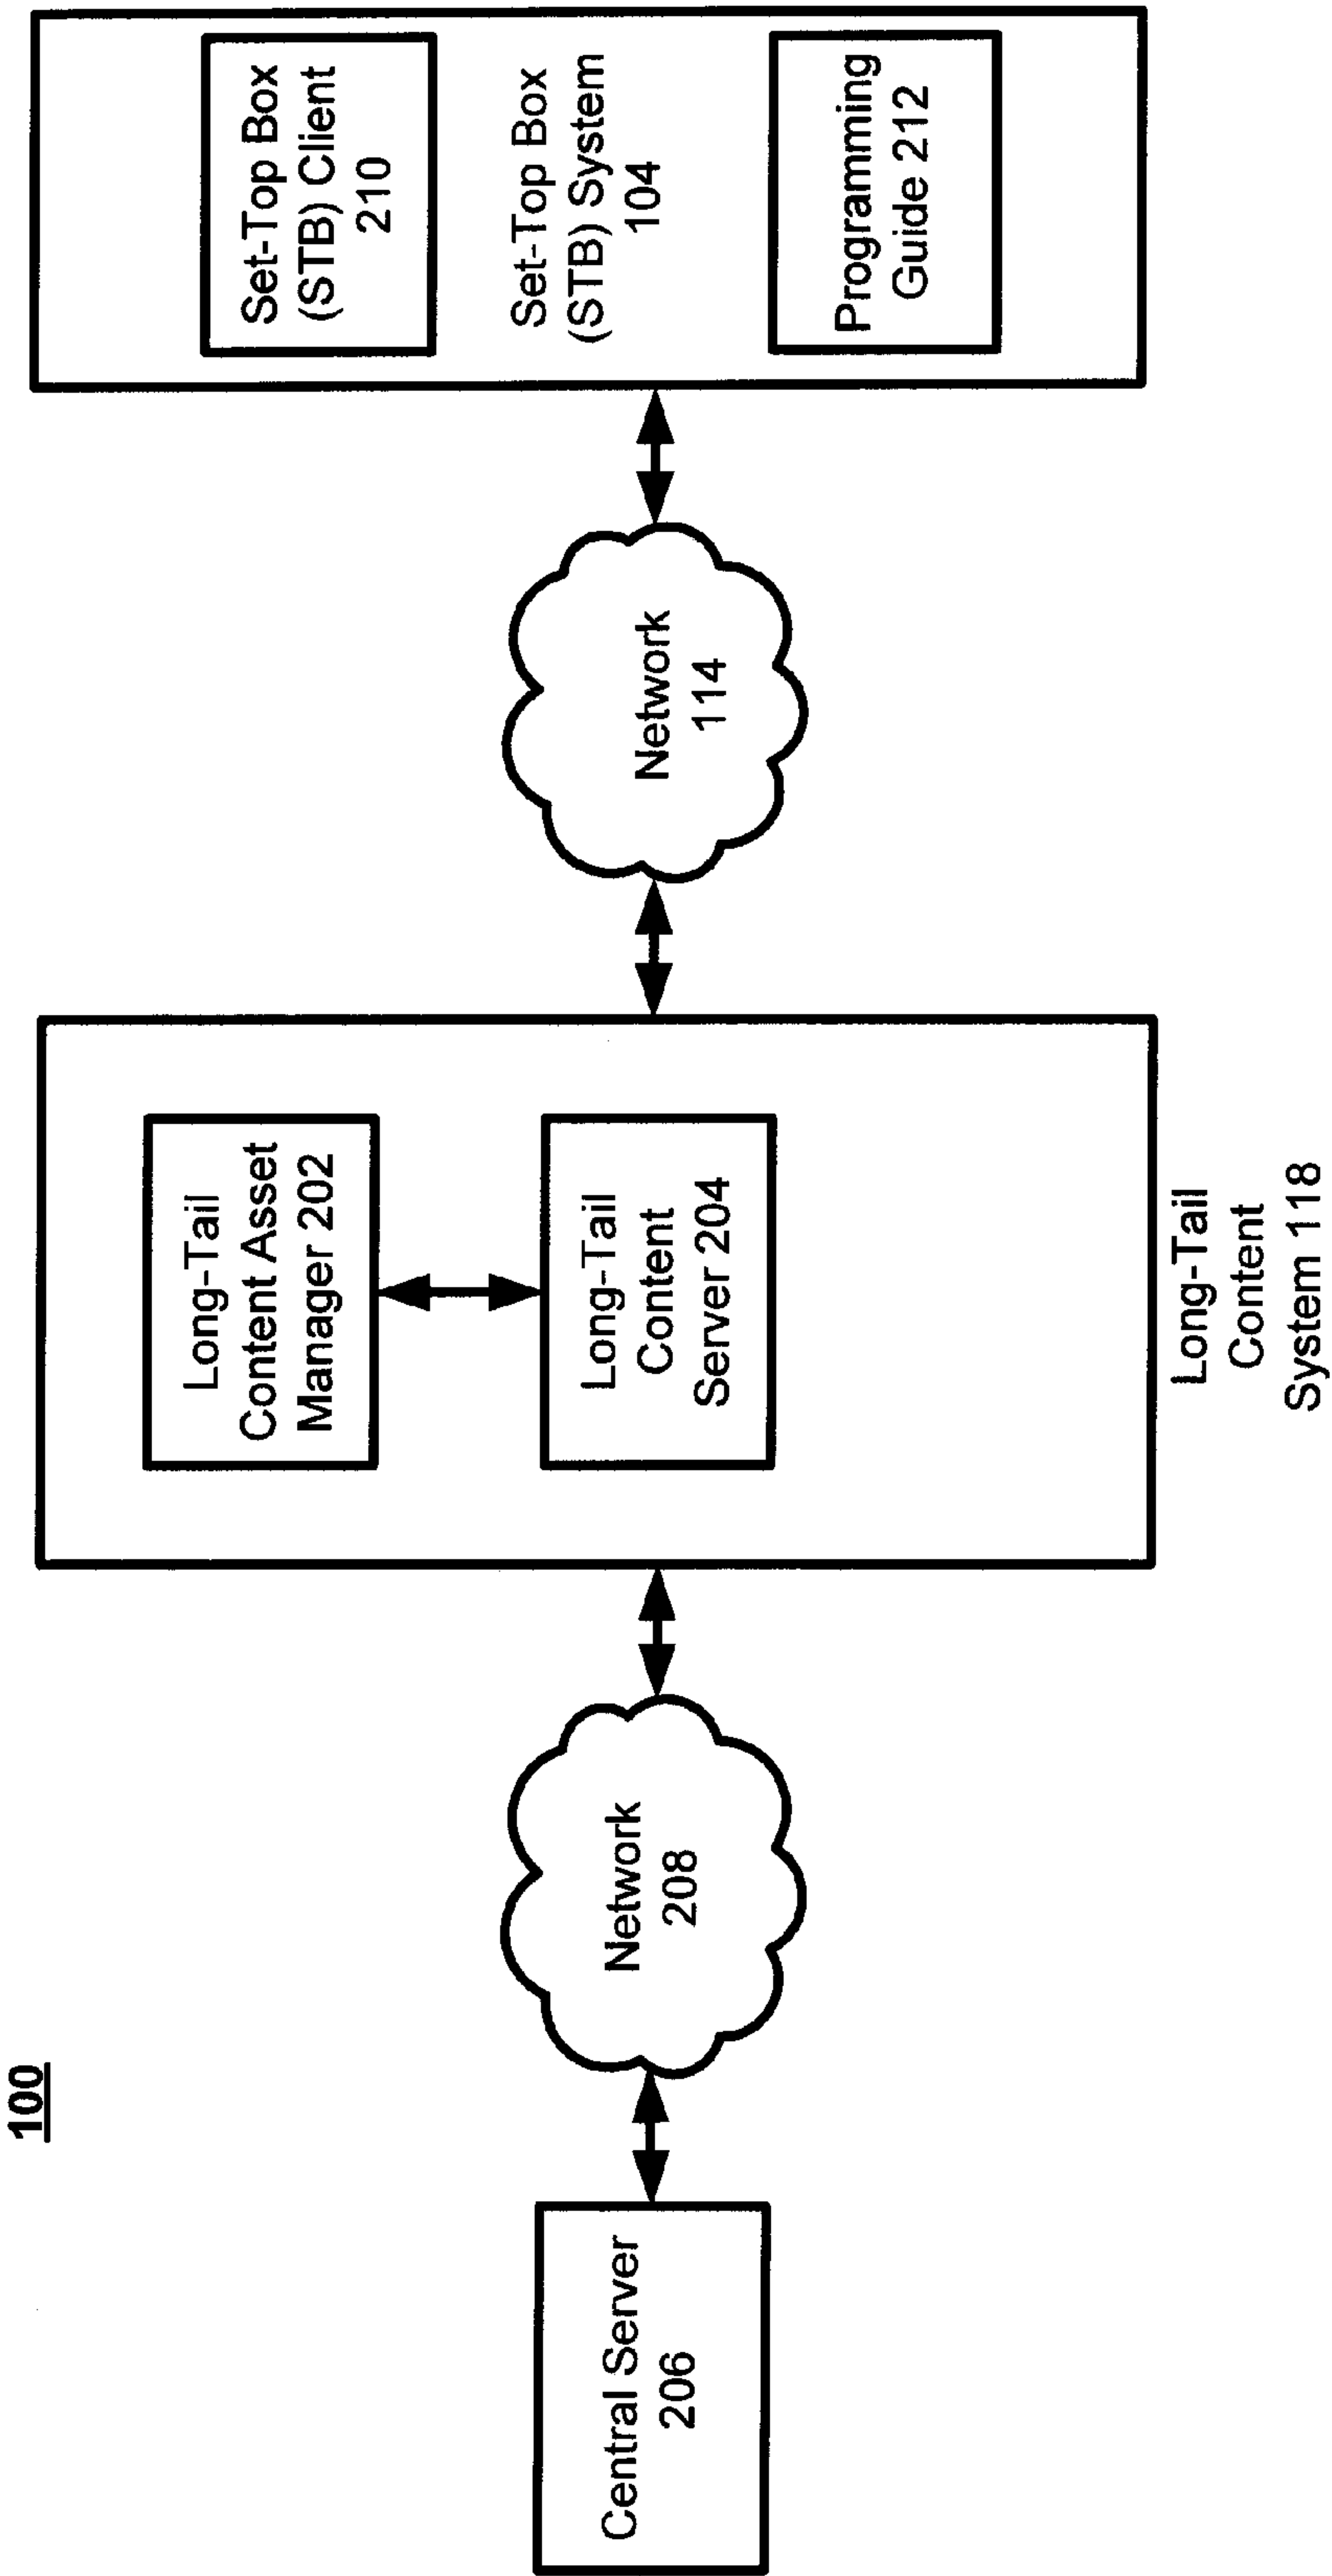 100
Central Server
206
Network
208
Long-Tail
Content Asset
Manager 202
Long-Tail
Content
Server 204
Long-Tail
Content
System 118
Network
114
Set-Top Box
(STB) Client
210
Set-Top Box
(STB) System
104
Programming
Guide 212